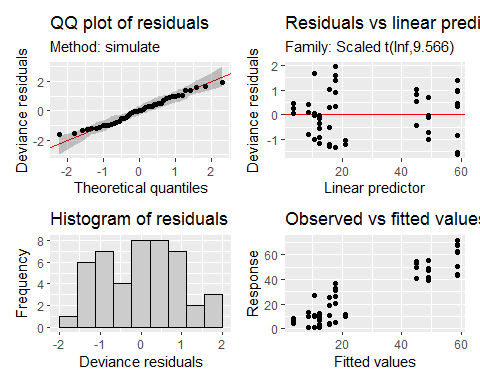 QQ plot of residuals
Method: simulate
Deviance residuals
2
0
-2
-2
-1
0
1
2
Theoretical quantiles
Residuals vs linear predi
Family: Scaled t(Inf,9.566)
Deviance residuals
2
1
0
-1
0
20
40
60
Linear predictor
Histogram of residuals
Frequency
8
6
4
2
0
-2
-1
0
1
2
Deviance residuals
Observed vs fitted values
Response
60
40
20
0
20
40
60
Fitted values